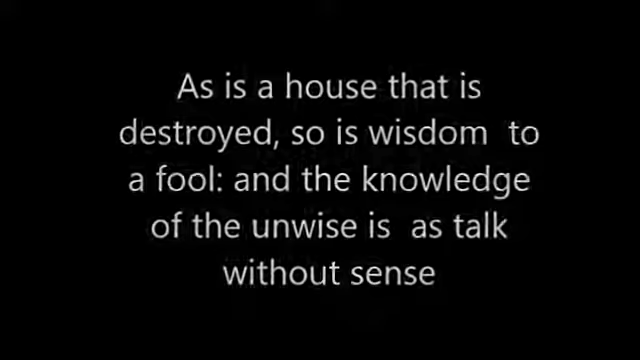 As is a house that is
destroyed, so is wisdom  to
a fool: and the knowledge
of the unwise is  as talk
without sense